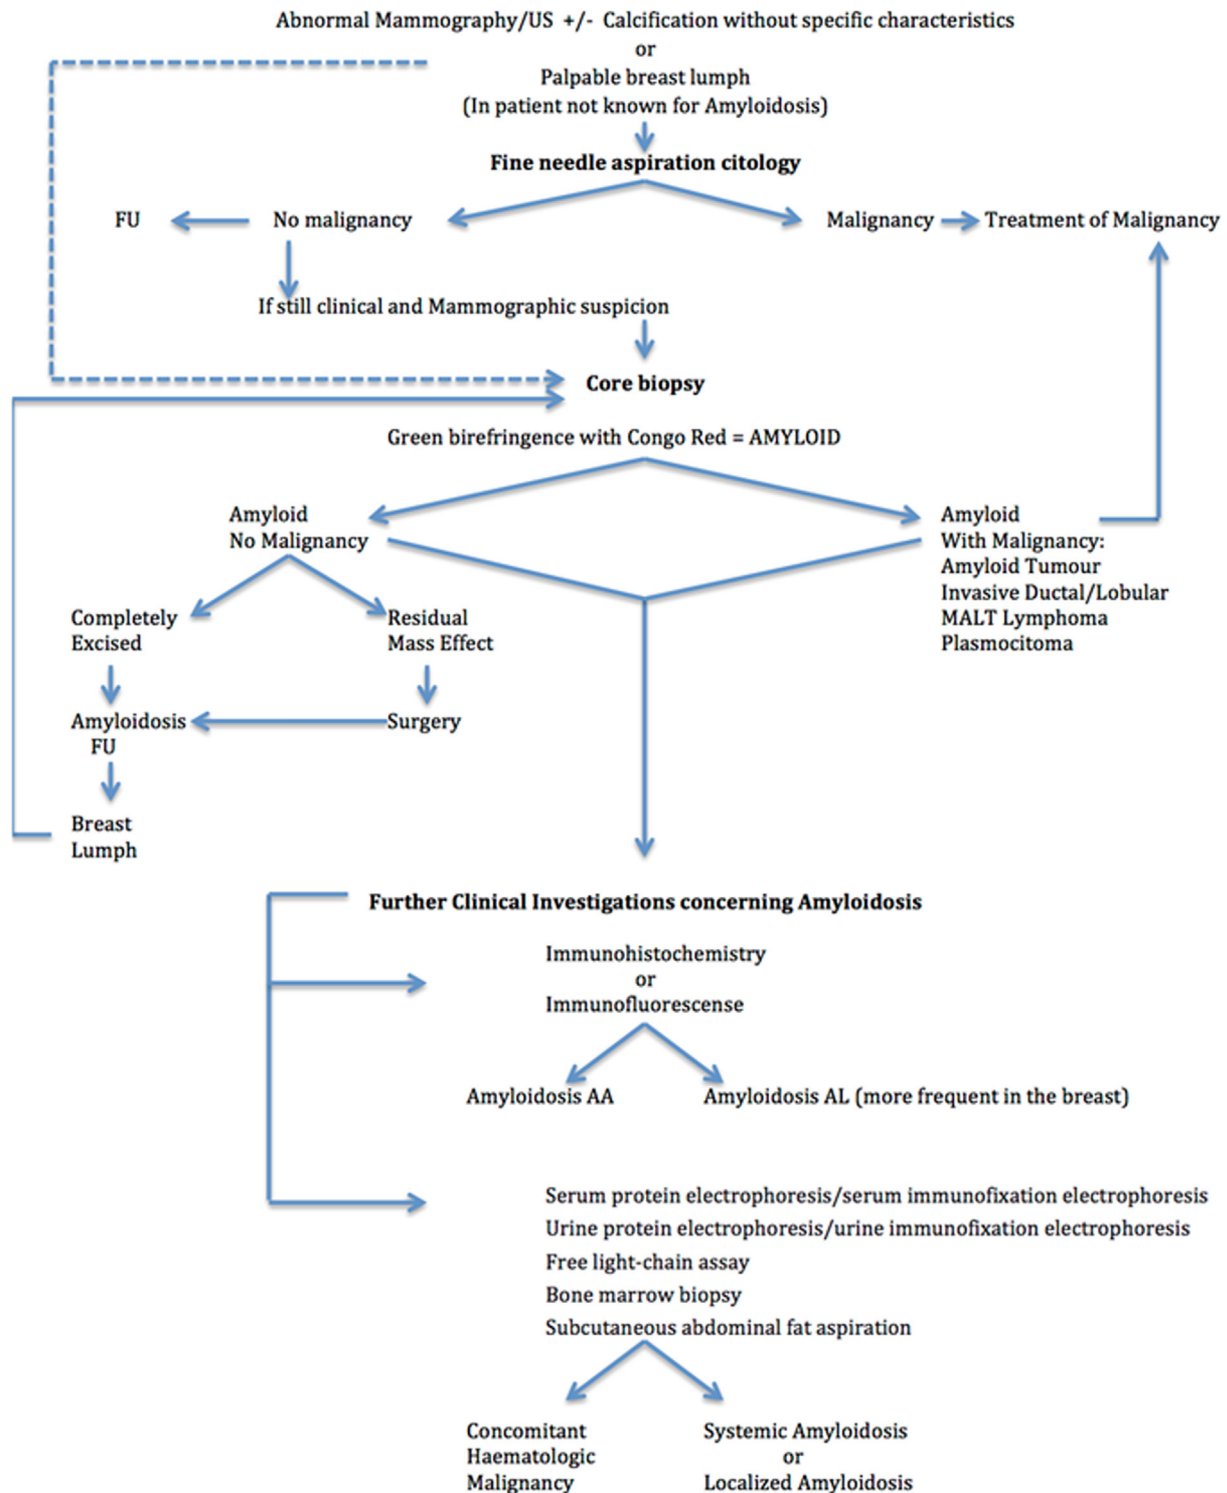 Abnormal Mammography/US +/- Calcification without specific characteristics
or
Palpable breast lumph
(In patient not known for Amyloidosis)
Fine needle aspiration citology
FU
No malignancy
Malignancy
Treatment of Malignancy
If still clinical and Mammographic suspicion
Core biopsy
Green birefringence with Congo Red = AMYLOID
Amyloid
No Malignancy
Amyloid
With Malignancy:
Amyloid Tumour
Invasive Ductal/Lobular
MALT Lymphoma
Plasmocitoma
Completely
Excised
Residual
Mass Effect
Amyloidosis
FU
Surgery
Breast
Lumph
Further Clinical Investigations concerning Amyloidosis
Immunohistochemistry
or
Immunofluorescense
Amyloidosis AA
Amyloidosis AL (more frequent in the breast)
Serum protein electrophoresis/serum immunofixation electrophoresis
Urine protein electrophoresis/urine immunofixation electrophoresis
Free light-chain assay
Bone marrow biopsy
Subcutaneous abdominal fat aspiration
Concomitant
Haematologic
Malignancy
Systemic Amyloidosis
or
Localized Amyloidosis